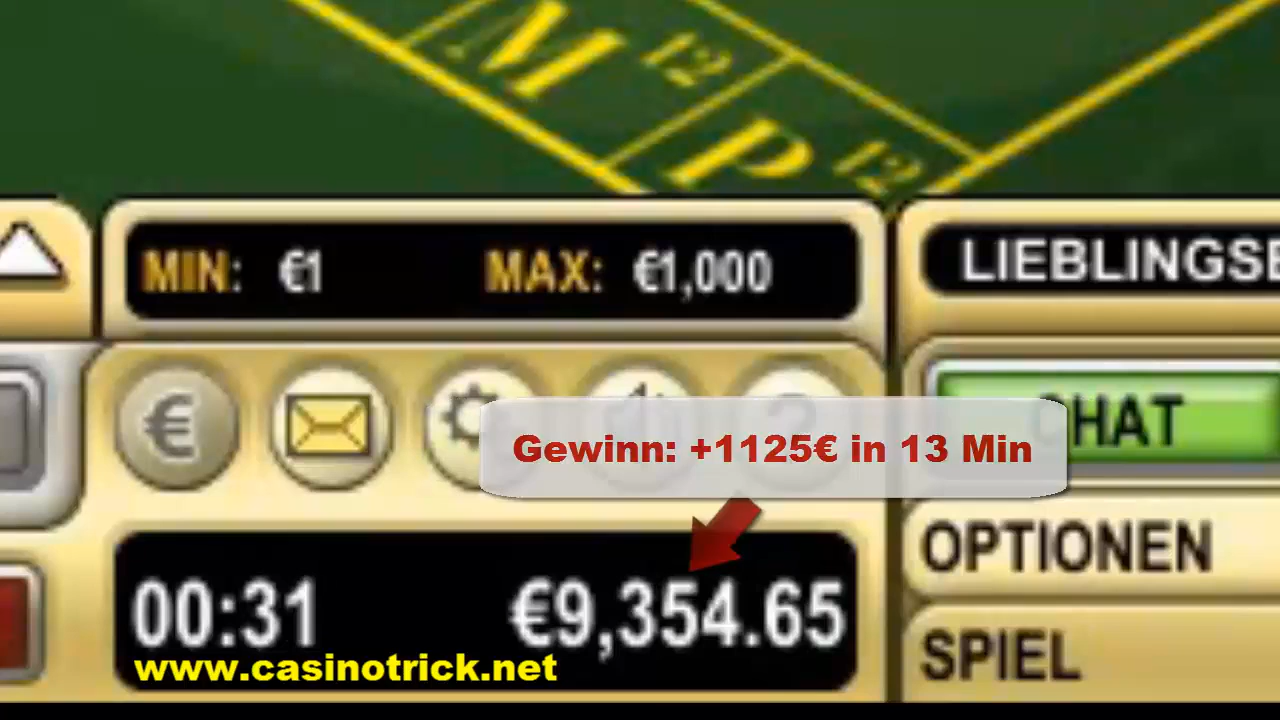 M 12
P 12
MIN: €1 MAX: €1,000
LIEBLINGSE
€
CHAT
Gewinn: +1125€ in 13 Min
OPTIONEN
00:31 €9,354.65
SPIEL
www.casinotrick.net